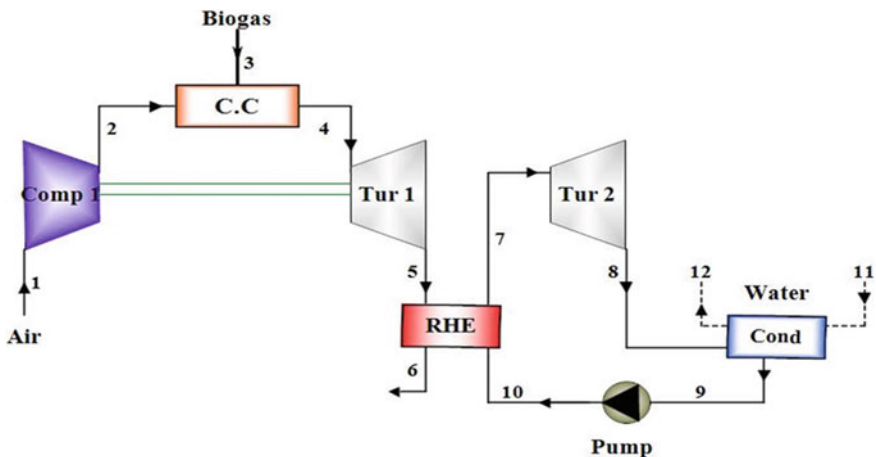 Biogas
3
C.C
2
4
Comp 1
Tur 1
Tur 2
1
Air
5
7
8
12
11
Water
RHE
Cond
6
10
9
Pump